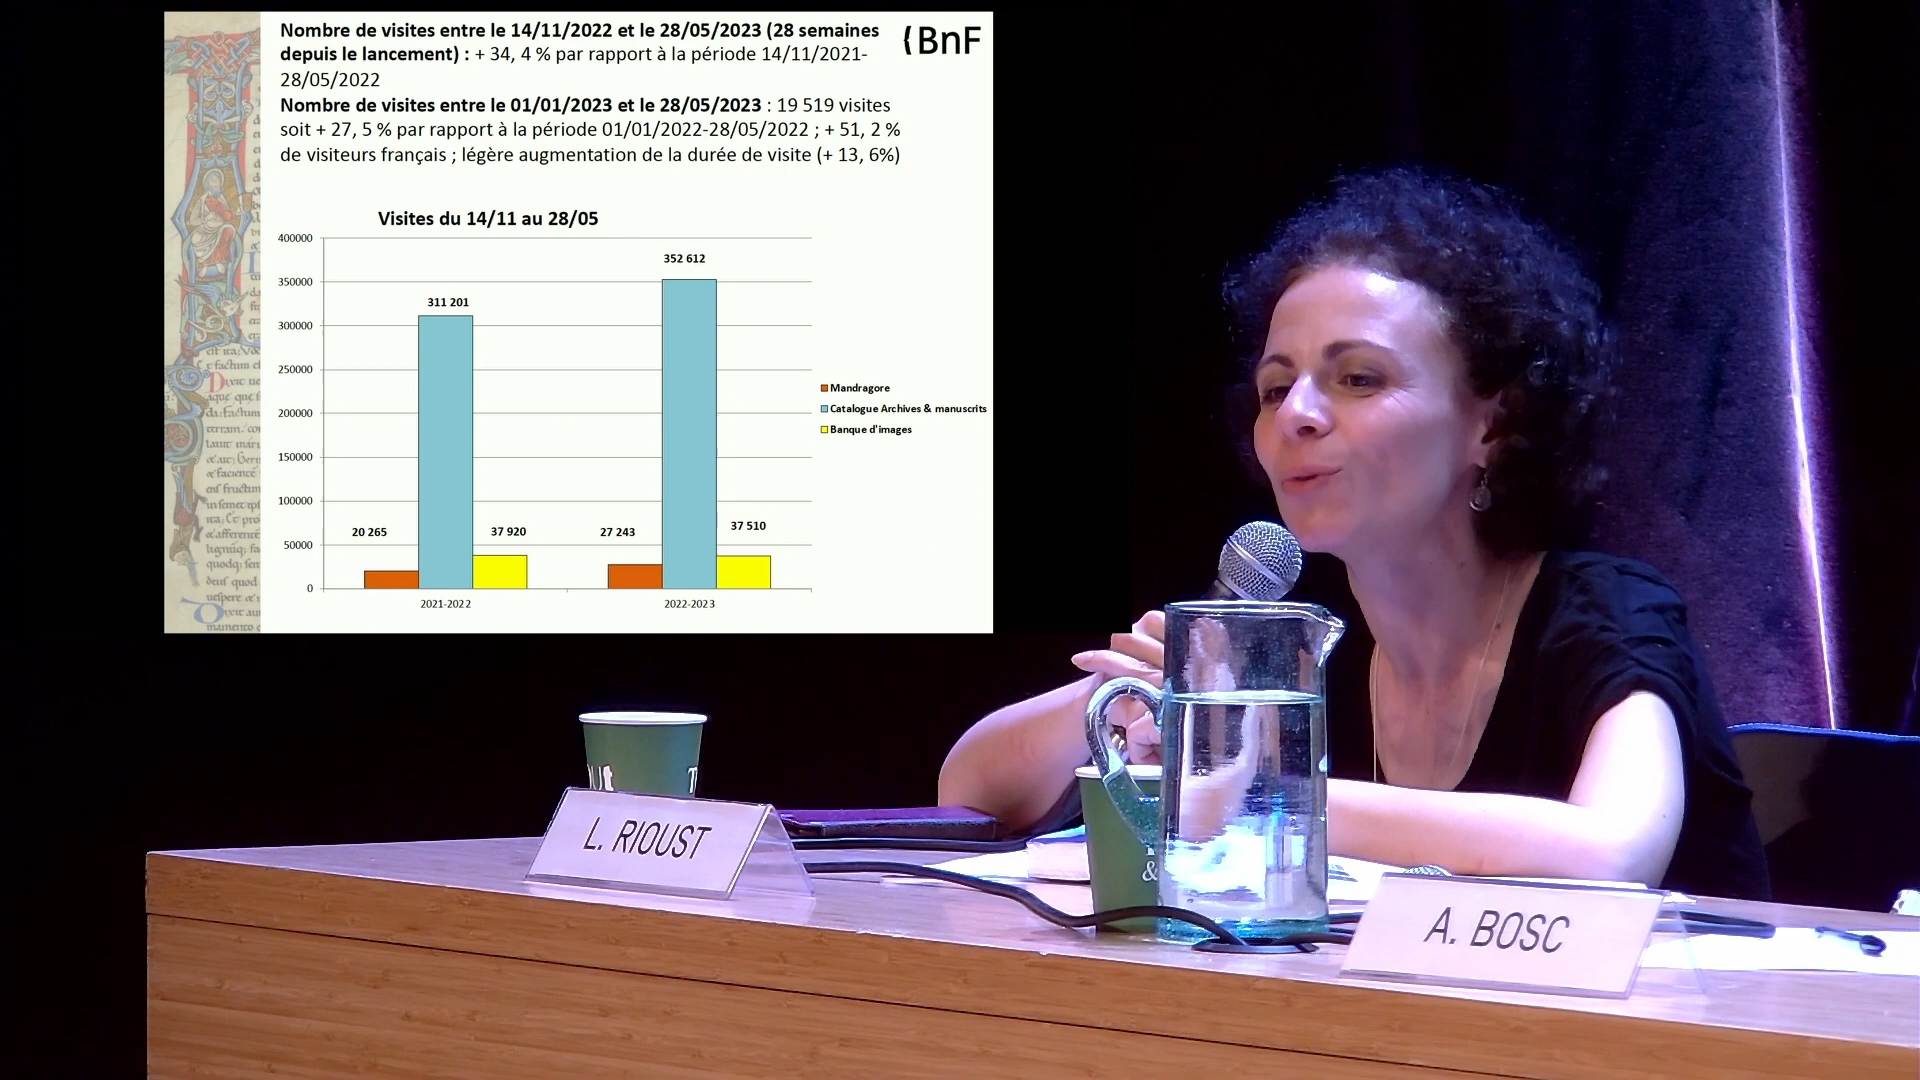 Nombre de visites entre le 14/11/2022 et le 28/05/2023 (28 semaines
depuis le lancement) : + 34, 4 % par rapport à la période 14/11/2021-
28/05/2022
Nombre de visites entre le 01/01/2023 et le 28/05/2023 : 19 519 visites
soit + 27, 5 % par rapport à la période 01/01/2022-28/05/2022 ; + 51, 2 %
de visiteurs français ; légère augmentation de la durée de visite (+ 13, 6%)
BnF
Visites du 14/11 au 28/05
400000
350000
300000
250000
200000
150000
100000
50000
0
20 265
311 201
37 920
27 243
352 612
37 510
2021-2022
2022-2023
Mandragore
Catalogue Archives & manuscrits
Banque d'images
L. RIOUST
&
A. BOSC